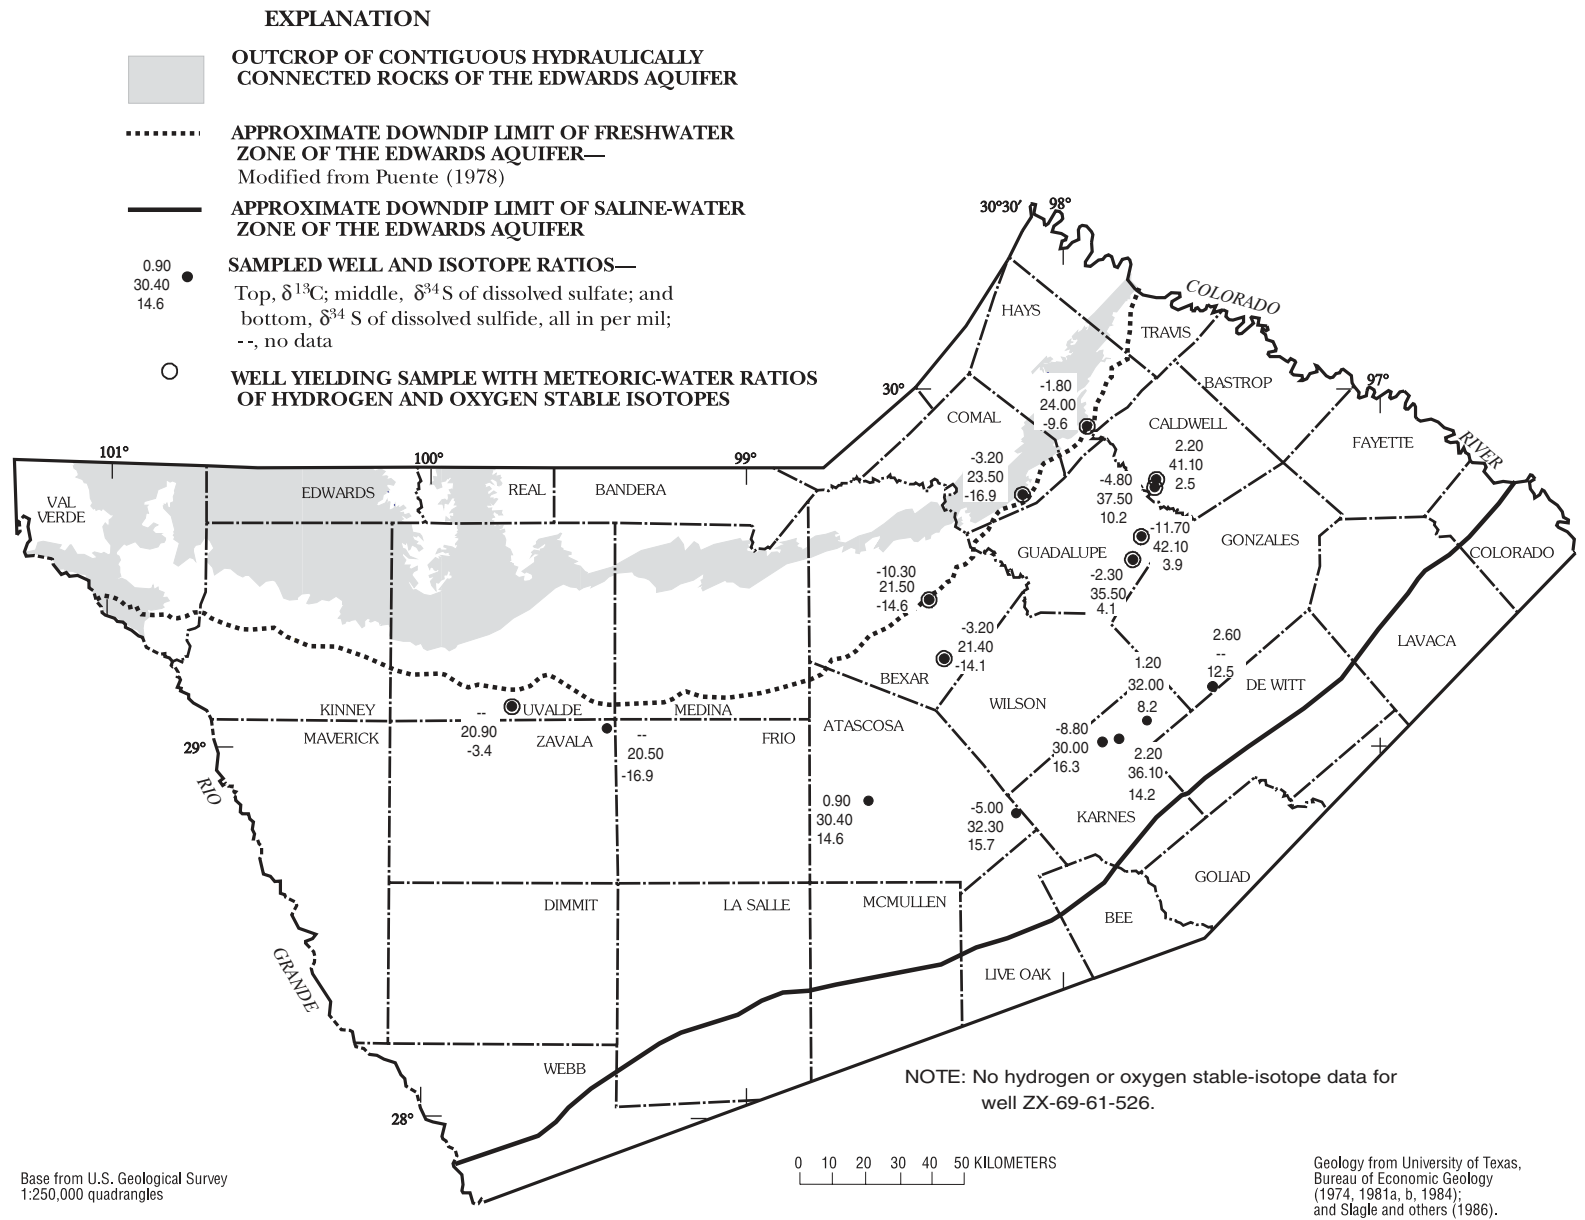 EXPLANATION
OUTCROP OF CONTIGUOUS HYDRAULICALLY
CONNECTED ROCKS OF THE EDWARDS AQUIFER
APPROXIMATE DOWNDIP LIMIT OF FRESHWATER
ZONE OF THE EDWARDS AQUIFER—
Modified from Puente (1978)
APPROXIMATE DOWNDIP LIMIT OF SALINE-WATER
ZONE OF THE EDWARDS AQUIFER
0.90
30.40
14.6
SAMPLED WELL AND ISOTOPE RATIOS—
Top, δ¹³C; middle, δ³⁴S of dissolved sulfate; and
bottom, δ³⁴ S of dissolved sulfide, all in per mil;
--, no data
WELL YIELDING SAMPLE WITH METEORIC-WATER RATIOS
OF HYDROGEN AND OXYGEN STABLE ISOTOPES
30°30′
98°
COLORADO
HAYS
TRAVIS
30°
-1.80
24.00
-9.6
BASTROP
97°
COMAL
CALDWELL
FAYETTE
RIVER
2.20
41.10
2.5
101°
100°
99°
-3.20
23.50
-16.9
-4.80
37.50
10.2
VAL
VERDE
EDWARDS
REAL
BANDERA
-11.70
42.10
3.9
GUADALUPE
GONZALES
COLORADO
-10.30
21.50
-14.6
-2.30
35.50
4.1
-3.20
21.40
-14.1
2.60
--
12.5
LAVACA
1.20
32.00
8.2
BEXAR
DE WITT
WILSON
KINNEY
UVALDE
MEDINA
ATASCOSA
--
20.90
-3.4
MAVERICK
ZAVALA
FRIO
--
20.50
-16.9
29°
-8.80
30.00
16.3
2.20
36.10
14.2
RIO
0.90
30.40
14.6
-5.00
32.30
15.7
KARNES
GOLIAD
DIMMIT
LA SALLE
MCMULLEN
BEE
GRANDE
LIVE OAK
WEBB
NOTE: No hydrogen or oxygen stable-isotope data for
well ZX-69-61-526.
28°
0 10 20 30 40 50 KILOMETERS
Base from U.S. Geological Survey
1:250,000 quadrangles
Geology from University of Texas,
Bureau of Economic Geology
(1974, 1981a, b, 1984);
and Slagle and others (1986).